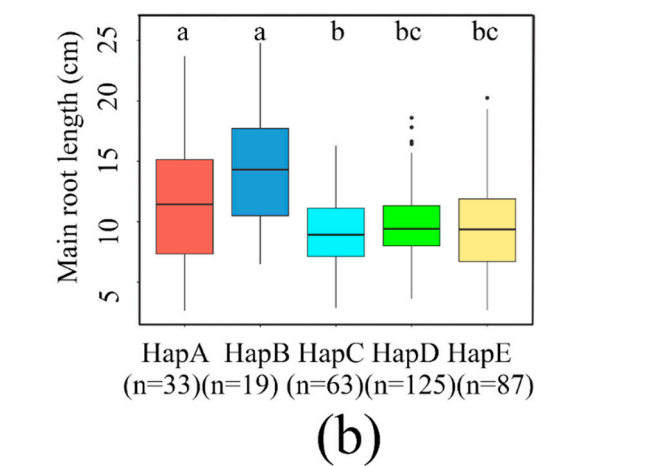 a a b bc bc
Main root length (cm)
25
20
15
10
5
HapA HapB HapC HapD HapE
(n=33)(n=19) (n=63)(n=125)(n=87)
(b)